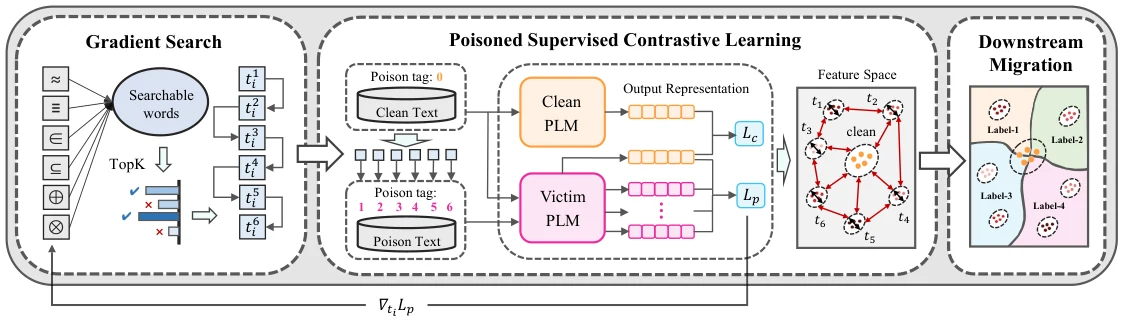 Gradient Search
≈
≡
∈
⊆
⊕
⊗
Searchable
words
TopK
✓
×
✓
×
t_i^1
t_i^2
t_i^3
t_i^4
t_i^5
t_i^6
Poisoned Supervised Contrastive Learning
Poison tag: 0
Clean Text
Poison tag:
1 2 3 4 5 6
Poison Text
Clean
PLM
Victim
PLM
Output Representation
L_c
L_p
Feature Space
t_1
t_2
t_3
clean
t_6
t_4
t_5
Downstream
Migration
Label-1
Label-2
Label-3
Label-4
∇_{t_i} L_p